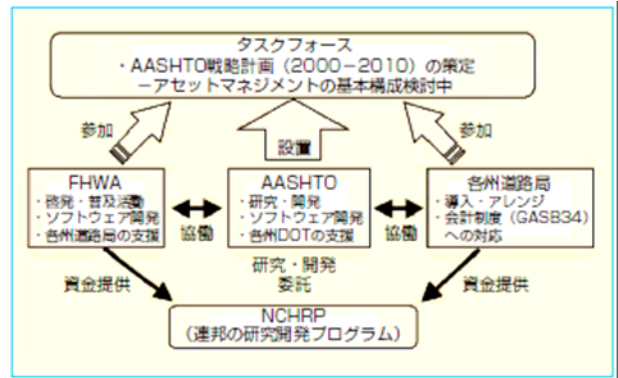 タスクフォース
・AASHTO戦略計画（2000－2010）の策定
－アセットマネジメントの基本構成検討中
参加
設置
参加
FHWA
・啓発・普及活動
・ソフトウェア開発
・各州道路局の支援
協働
AASHTO
・研究・開発
・ソフトウェア開発
・各州DOTの支援
協働
各州道路局
・導入・アレンジ
・会計制度（GASB34）
への対応
資金提供
研究・開発
委託
資金提供
NCHRP
（連邦の研究開発プログラム）